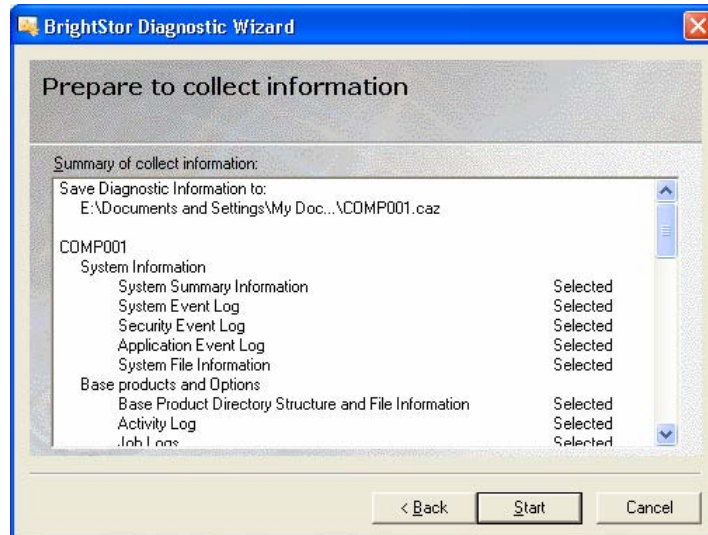 BrightStor Diagnostic Wizard
Prepare to collect information
Summary of collect information:
Save Diagnostic Information to:
E:\Documents and Settings\My Doc...\COMP001.caz
COMP001
System Information
System Summary Information Selected
System Event Log Selected
Security Event Log Selected
Application Event Log Selected
System File Information Selected
Base products and Options
Base Product Directory Structure and File Information Selected
Activity Log Selected
Job Logs Selected
< Back Start Cancel